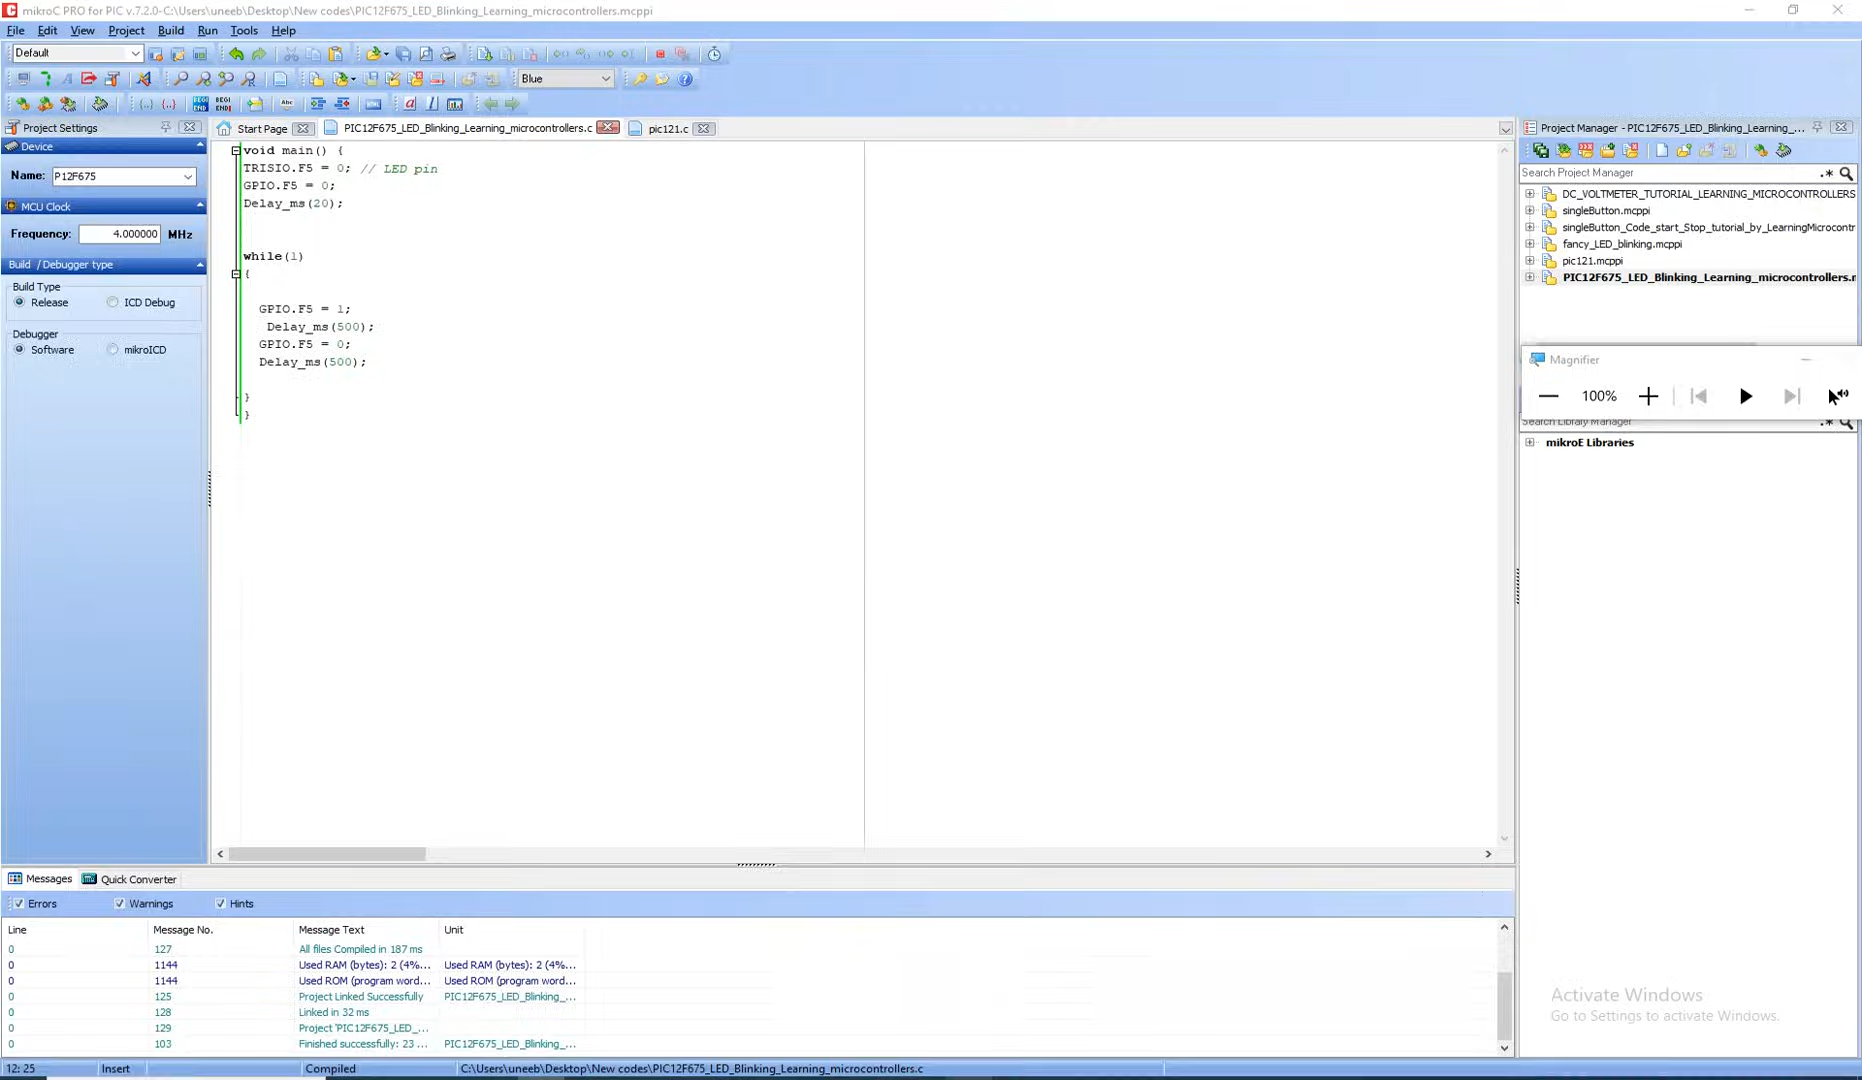 mikroC PRO for PIC v.7.2.0-C:\Users\uneeb\Desktop\New codes\PIC12F675_LED_Blinking_Learning_microcontrollers.mcppi
File Edit View Project Build Run Tools Help
Default
Blue
Project Settings
Start Page
PIC12F675_LED_Blinking_Learning_microcontrollers.c
pic121.c
Project Manager - PIC12F675_LED_Blinking_Learning_...
Device
Name: P12F675
MCU Clock
Frequency: 4.000000 MHz
Build / Debugger type
Build Type
Release ICD Debug
Debugger
Software mikroICD
void main() {
TRISIO.F5 = 0; // LED pin
GPIO.F5 = 0;
Delay_ms(20);
while(1)
{
GPIO.F5 = 1;
Delay_ms(500);
GPIO.F5 = 0;
Delay_ms(500);
}
}
Search Project Manager
DC_VOLTMETER_TUTORIAL_LEARNING_MICROCONTROLLERS
singleButton.mcppi
singleButton_Code_start_Stop_tutorial_by_LearningMicrocontr
fancy_LED_blinking.mcppi
pic121.mcppi
PIC12F675_LED_Blinking_Learning_microcontrollers.m
Magnifier
100%
Search Library Manager
mikroE Libraries
Messages Quick Converter
Errors Warnings Hints
Line Message No. Message Text Unit
0 127 All files Compiled in 187 ms
0 1144 Used RAM (bytes): 2 (4%... Used RAM (bytes): 2 (4%...
0 1144 Used ROM (program word... Used ROM (program word...
0 125 Project Linked Successfully PIC12F675_LED_Blinking_...
0 128 Linked in 32 ms
0 129 Project 'PIC12F675_LED_...
0 103 Finished successfully: 23 ... PIC12F675_LED_Blinking_...
Activate Windows
Go to Settings to activate Windows.
12: 25 Insert Compiled C:\Users\uneeb\Desktop\New codes\PIC12F675_LED_Blinking_Learning_microcontrollers.c